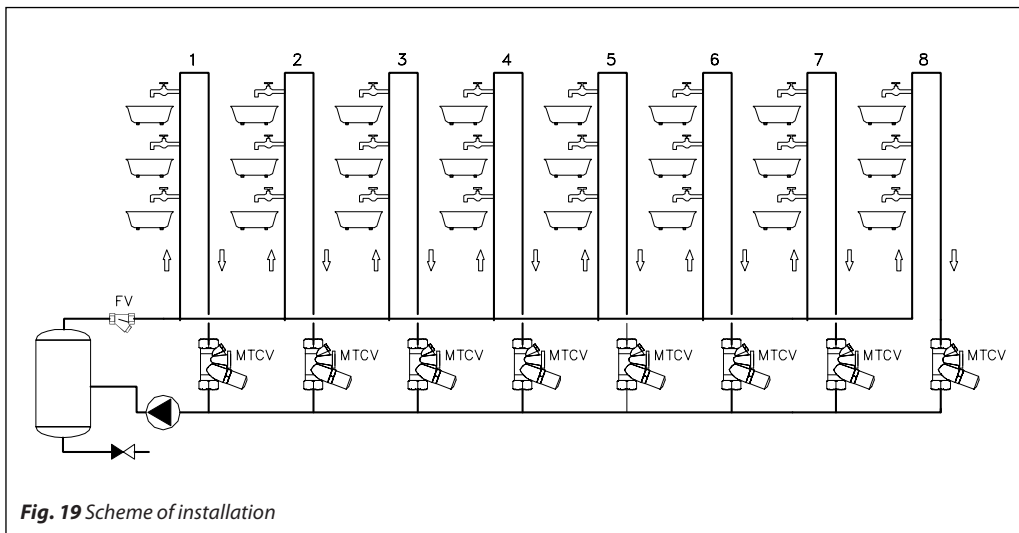 1 2 3 4 5 6 7 8
FV
MTCV MTCV MTCV MTCV MTCV MTCV MTCV MTCV
Fig. 19 Scheme of installation